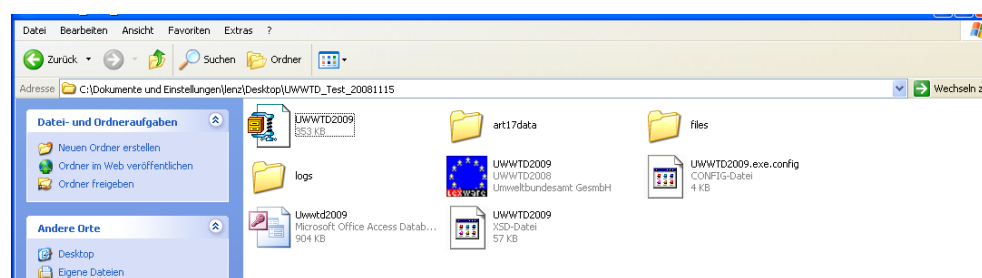 Datei Bearbeiten Ansicht Favoriten Extras ?
Zurück Suchen Ordner
Adresse C:\Dokumente und Einstellungen\lenz\Desktop\UWWTD_Test_20081115 Wechseln z
Datei- und Ordneraufgaben
Neuen Ordner erstellen
Ordner im Web veröffentlichen
Ordner freigeben
Andere Orte
Desktop
Eigene Dateien
UWWTD2009
353 KB
art17data
files
logs
UWWTD2009
UWWTD2008
Umweltbundesamt GesmbH
UWWTD2009.exe.config
CONFIG-Datei
4 KB
Uwwtd2009
Microsoft Office Access Datab...
904 KB
UWWTD2009
XSD-Datei
57 KB